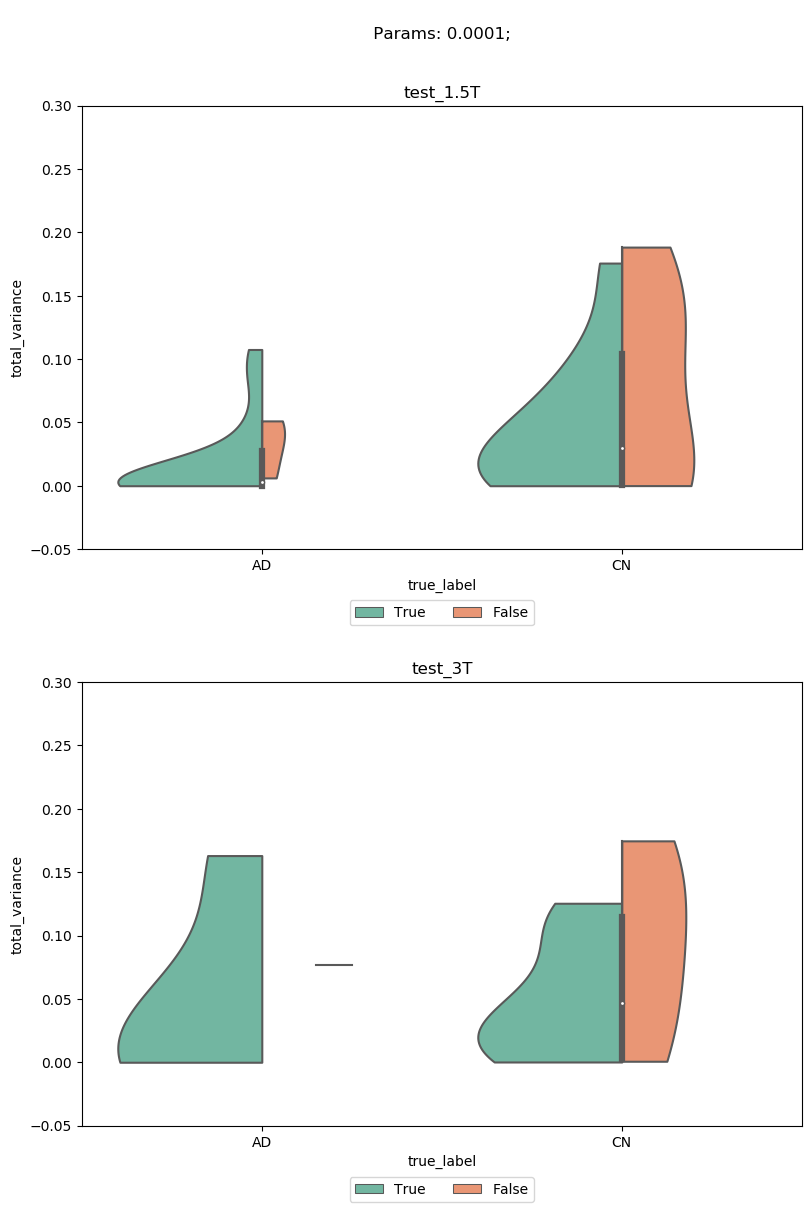 Params: 0.0001;
test_1.5T
0.30
0.25
0.20
0.15
0.10
0.05
0.00
−0.05
total_variance
AD CN
true_label
True False
test_3T
0.30
0.25
0.20
0.15
0.10
0.05
0.00
−0.05
total_variance
AD CN
true_label
True False